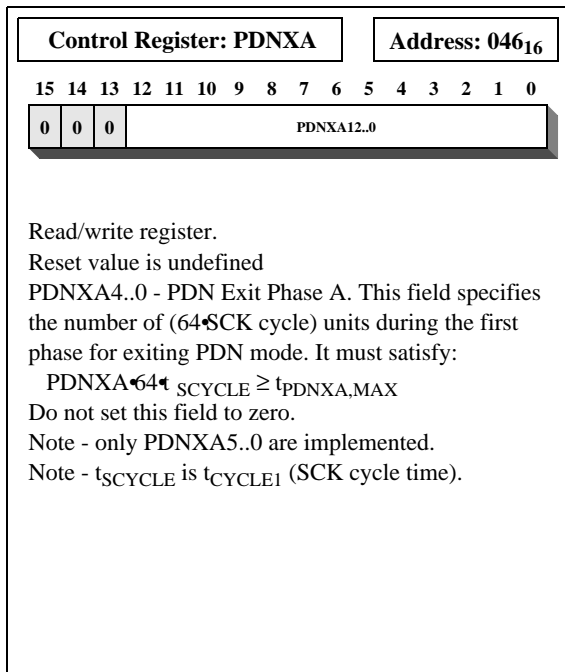 Control Register: PDNXA
Address: 046₁₆
15 14 13 12 11 10 9 8 7 6 5 4 3 2 1 0
0 0 0 PDNXA12..0
Read/write register.
Reset value is undefined
PDNXA4..0 - PDN Exit Phase A. This field specifies
the number of (64•SCK cycle) units during the first
phase for exiting PDN mode. It must satisfy:
PDNXA•64•t SCYCLE ≥ tPDNXA,MAX
Do not set this field to zero.
Note - only PDNXA5..0 are implemented.
Note - tSCYCLE is tCYCLE1 (SCK cycle time).